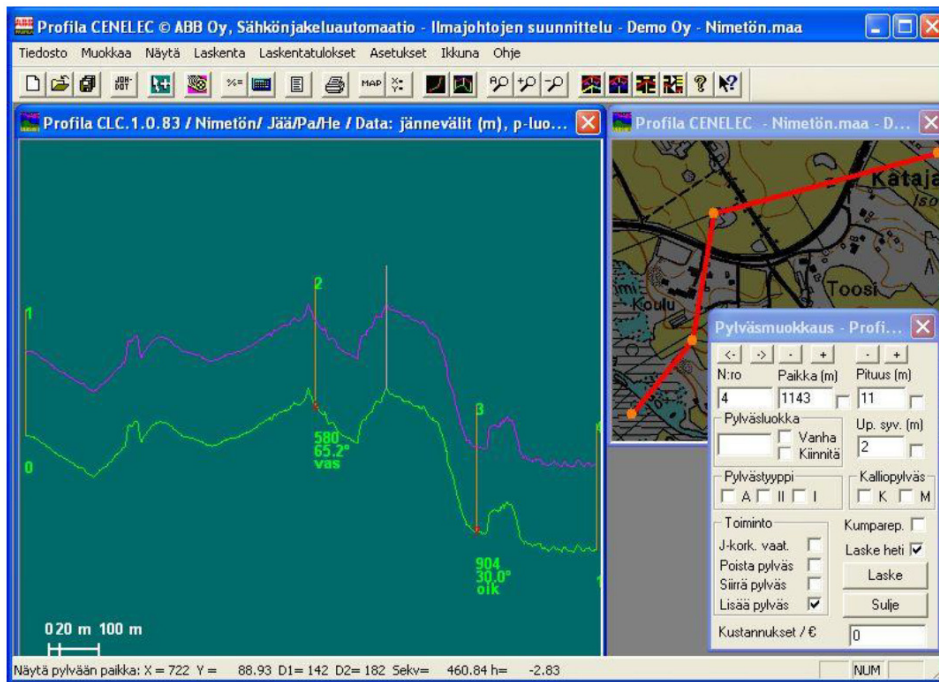 Profila CENELEC © ABB Oy, Sähkönjakeluautomaatio - Ilmajohtojen suunnittelu - Demo Oy - Nimetön.maa
Tiedosto Muokkaa Näytä Laskenta Laskentatulokset Asetukset Ikkuna Ohje
MAP
Profila CLC.1.0.83 / Nimetön/ Jää/Pa/He / Data: jännevälit (m), p-luo...
1
2
3
0
580
65.2°
vas
904
30.0°
oik
1
0 20 m 100 m
Profila CENELEC - Nimetön.maa - D...
Kataja
Toosi
Koulu
Pylväsmuokkaus - Profi...
<- -> - + - +
N:ro Paikka (m) Pituus (m)
4 1143 11
Pylväsluokka Up. syv. (m)
Vanha 2
Kiinnitä
Pylvästyyppi Kalliopylväs
A II I K M
Toiminto Kumparep.
J-kork. vaat. Laske heti
Poista pylväs Laske
Siirrä pylväs
Lisää pylväs Sulje
Kustannukset / € 0
Näytä pylvään paikka: X = 722 Y = 88.93 D1= 142 D2= 182 Sekv= 460.84 h= -2.83 NUM